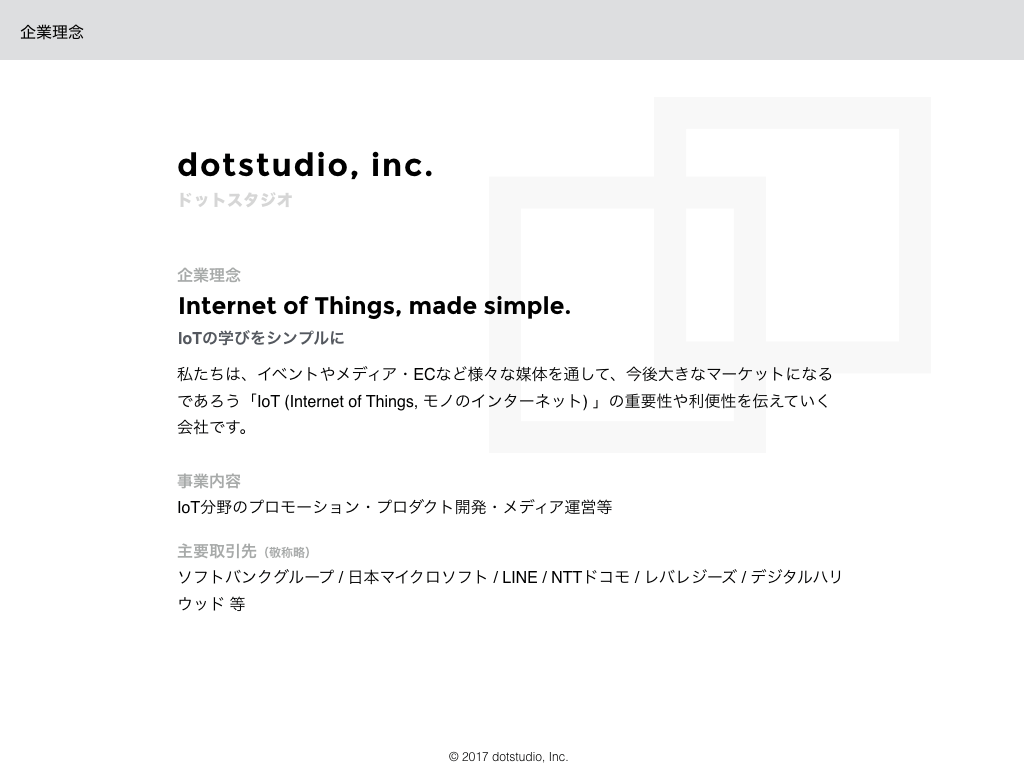 企業理念
dotstudio, inc.
ドットスタジオ
企業理念
Internet of Things, made simple.
IoTの学びをシンプルに
私たちは、イベントやメディア・ECなど様々な媒体を通して、今後大きなマーケットになる
であろう「IoT (Internet of Things, モノのインターネット) 」の重要性や利便性を伝えていく
会社です。
事業内容
IoT分野のプロモーション・プロダクト開発・メディア運営等
主要取引先（敬称略）
ソフトバンクグループ / 日本マイクロソフト / LINE / NTTドコモ / レバレジーズ / デジタルハリ
ウッド 等
© 2017 dotstudio, Inc.